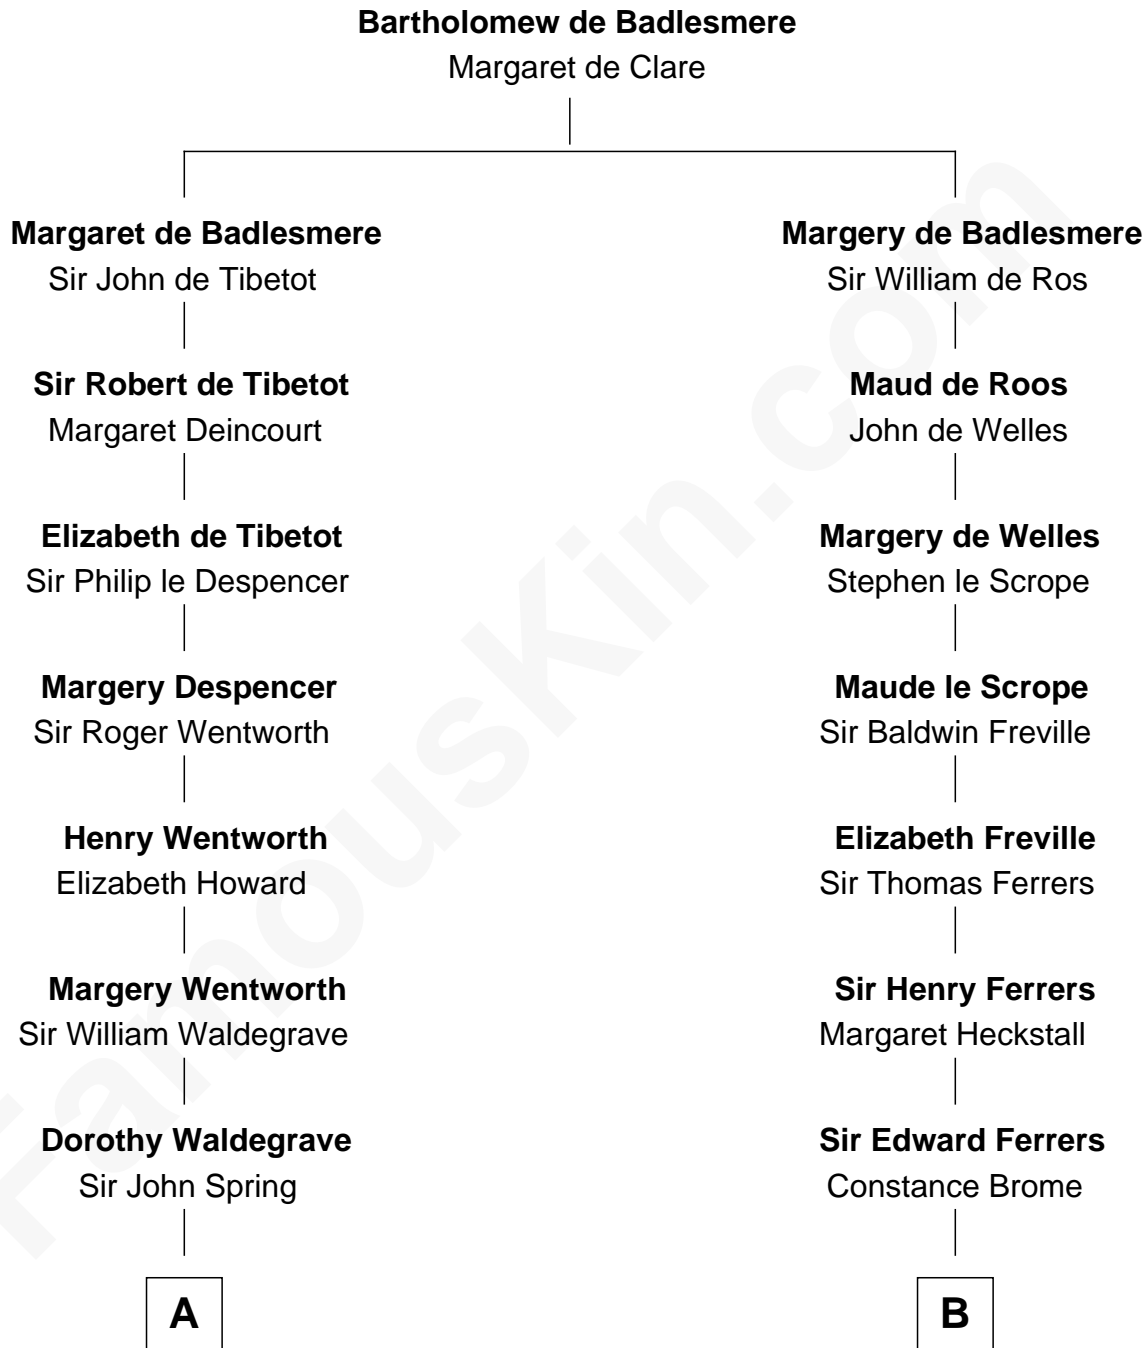 Bartholomew de Badlesmere
Margaret de Clare
Margaret de Badlesmere
Sir John de Tibetot
Margery de Badlesmere
Sir William de Ros
Sir Robert de Tibetot
Margaret Deincourt
Maud de Roos
John de Welles
Elizabeth de Tibetot
Sir Philip le Despencer
Margery de Welles
Stephen le Scrope
Margery Despencer
Sir Roger Wentworth
Maude le Scrope
Sir Baldwin Freville
Henry Wentworth
Elizabeth Howard
Elizabeth Freville
Sir Thomas Ferrers
Margery Wentworth
Sir William Waldegrave
Sir Henry Ferrers
Margaret Heckstall
Dorothy Waldegrave
Sir John Spring
Sir Edward Ferrers
Constance Brome
A
B
FamousKin.com